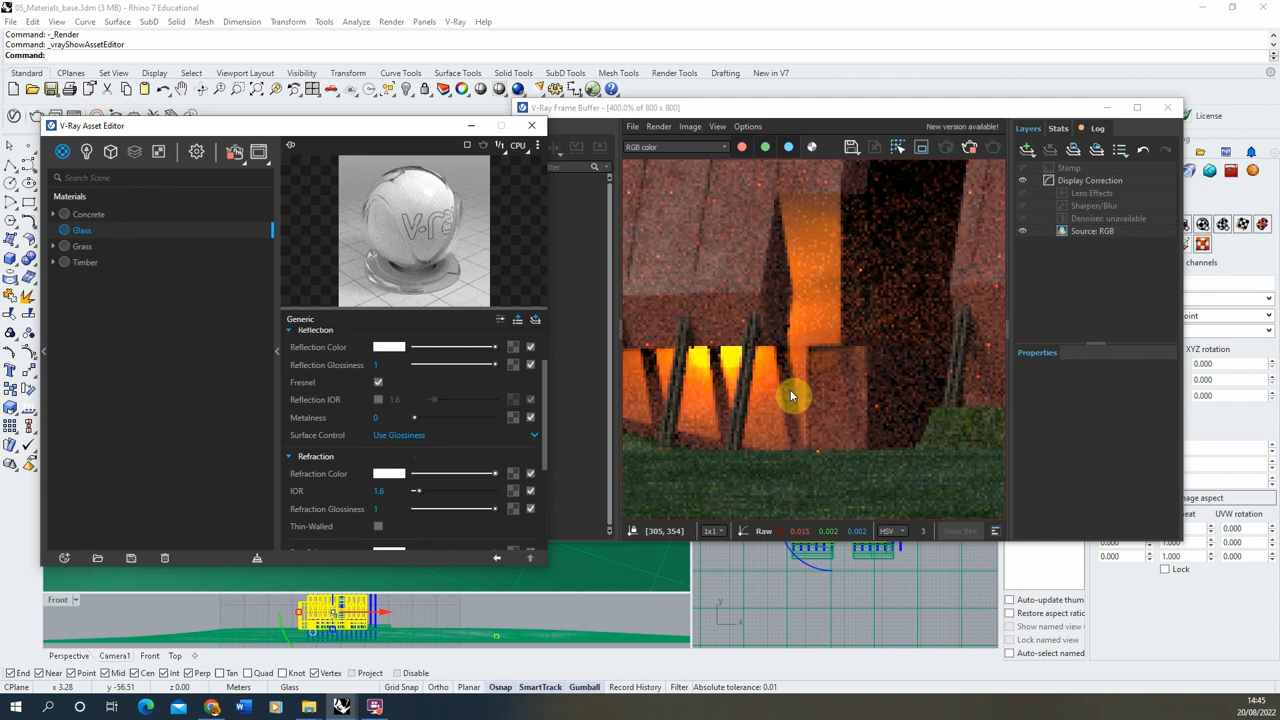 05_Materials_base.3dm (3 MB) - Rhino 7 Educational
File Edit View Curve Surface SubD Solid Mesh Dimension Transform Tools Analyze Render Panels V-Ray Help
Command: -_Render
Command: _vrayShowAssetEditor
Command:
Standard CPlanes Set View Display Select Viewport Layout Visibility Transform Curve Tools Surface Tools Solid Tools SubD Tools Mesh Tools Render Tools Drafting New in V7
V-Ray Frame Buffer - [400.0% of 800 x 800]
License
V-Ray Asset Editor
File Render Image View Options New version available!
Layers Stats Log
CPU
RGB color
Search Scene
Materials
Concrete
Glass
Grass
Timber
v-ray
Stamp
Display Correction
Lens Effects
Sharpen/Blur
Denoiser: unavailable
Source: RGB
Properties
Generic
Reflection
Reflection Color
Reflection Glossiness 1
Fresnel
Reflection IOR 1.6
Metalness 0
Surface Control Use Glossiness
Refraction
Refraction Color
IOR 1.6
Refraction Glossiness 1
Thin-Walled
[305, 354] 1x1 Raw 0.015 0.002 0.002 HSV 3
channels
XYZ rotation
0.000
0.000
0.000
UVW rotation
0.000
0.000
1.000 0.000
Lock
Auto-update thum
Restore aspect ratio
Show named view
Lock named view
Auto-select named
Front
y
x
Perspective Camera1 Front Top
End Near Point Mid Cen Int Perp Tan Quad Knot Vertex Project Disable
CPlane x 3.28 y -56.51 z 0.00 Meters Glass Grid Snap Ortho Planar Osnap SmartTrack Gumball Record History Filter Absolute tolerance: 0.01
14:45
20/08/2022